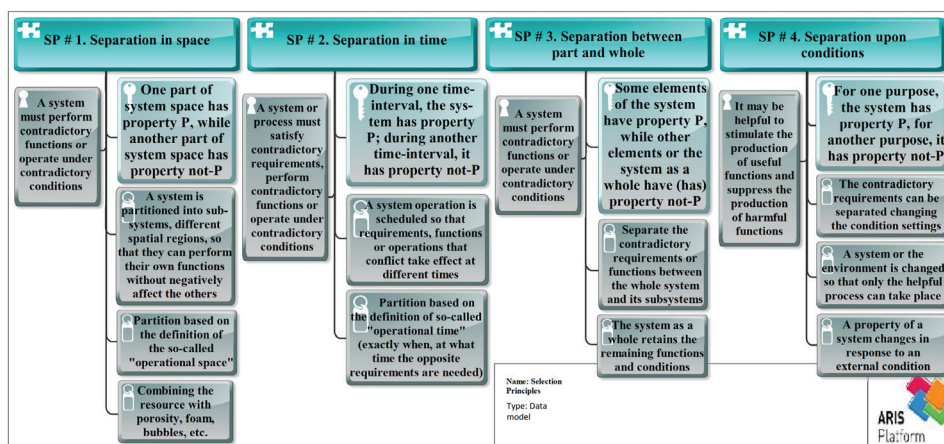 SP # 1. Separation in space
A system
must perform
contradictory
functions or
operate under
contradictory
conditions
One part of
system space has
property P, while
another part of
system space has
property not-P
A system is
partitioned into sub-
systems, different
spatial regions, so
that they can perform
their own functions
without negatively
affect the others
Partition based on
the definition of
the so-called
"operational space"
Combining the
resource with
porosity, foam,
bubbles, etc.
SP # 2. Separation in time
A system or
process must
satisfy
contradictory
requirements,
perform
contradictory
functions or
operate under
contradictory
conditions
During one time-
interval, the sys-
tem has property
P; during another
time-interval, it
has property not-P
A system operation is
scheduled so that
requirements, functions
or operations that
conflict take effect at
different times
Partition based on
the definition of so-called
"operational time"
(exactly when, at what
time the opposite
requirements are needed)
SP # 3. Separation between
part and whole
A system
must perform
contradictory
functions or
operate under
contradictory
conditions
Some elements
of the system
have property P,
while other
elements or the
system as a
whole have (has)
property not-P
Separate the
contradictory
requirements or
functions between
the whole system
and its subsystems
The system as a
whole retains the
remaining functions
and conditions
SP # 4. Separation upon
conditions
It may be
helpful to
stimulate the
production
of useful
functions and
suppress the
production
of harmful
functions
For one purpose,
the system has
property P, for
another purpose, it
has property not-P
The contradictory
requirements can be
separated changing
the condition settings
A system or the
environment is changed
so that only the helpful
process can take place
A property of a
system changes in
response to an
external condition
Name: Selection
Principles
Type: Data
model
ARIS
Platform